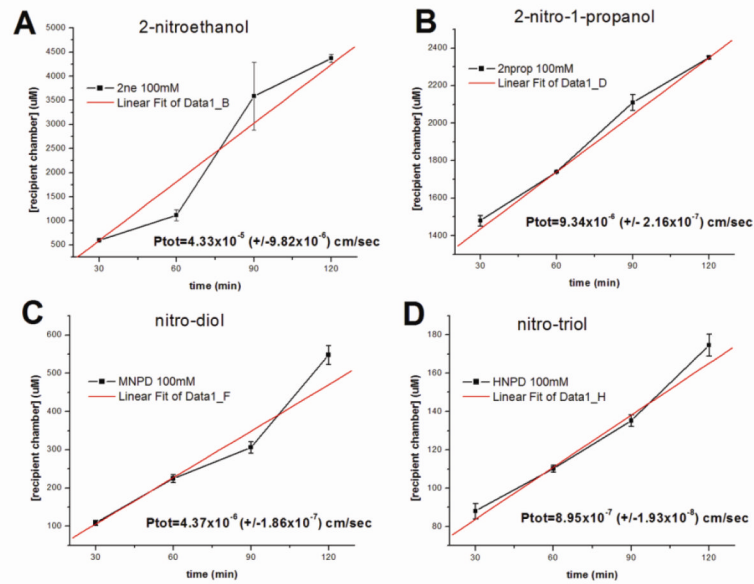 A
2-nitroethanol
5000
4500
4000
3500
3000
2500
2000
1500
1000
500
[recipient chamber] (uM)
2ne 100mM
Linear Fit of Data1_B
Ptot=4.33x10-5 (+/-9.82x10-6) cm/sec
30 60 90 120
time (min)
B
2-nitro-1-propanol
2400
2200
2000
1800
1600
1400
[recipient chamber] (uM)
2nprop 100mM
Linear Fit of Data1_D
Ptot=9.34x10-6 (+/- 2.16x10-7) cm/sec
30 60 90 120
time (min)
C
nitro-diol
600
500
400
300
200
100
[recipient chamber] (uM)
MNPD 100mM
Linear Fit of Data1_F
Ptot=4.37x10-6 (+/-1.86x10-7) cm/sec
30 60 90 120
time (min)
D
nitro-triol
180
160
140
120
100
80
[recipient chamber] (uM)
HNPD 100mM
Linear Fit of Data1_H
Ptot=8.95x10-7 (+/-1.93x10-8) cm/sec
30 60 90 120
time (min)